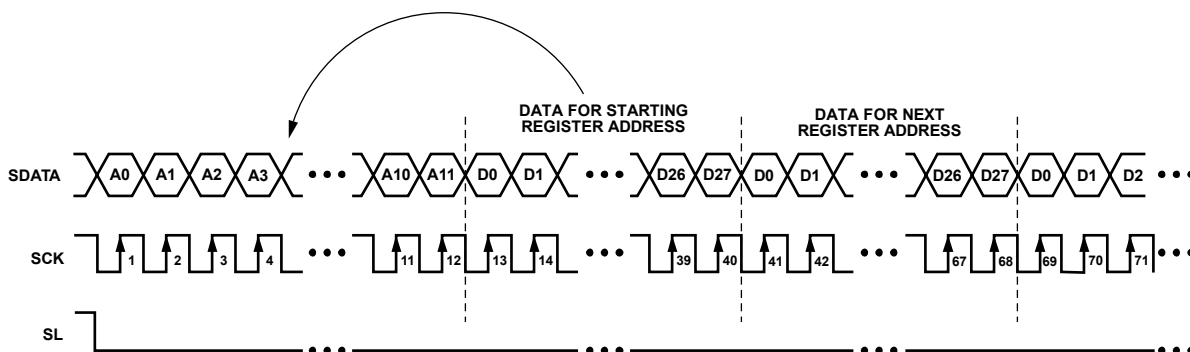 DATA FOR STARTING
REGISTER ADDRESS
DATA FOR NEXT
REGISTER ADDRESS
SDATA A0 A1 A2 A3 ••• A10 A11 D0 D1 ••• D26 D27 D0 D1 ••• D26 D27 D0 D1 D2 •••
SCK 1 2 3 4 ••• 11 12 13 14 ••• 39 40 41 42 ••• 67 68 69 70 71 •••
SL ••• ••• ••• •••